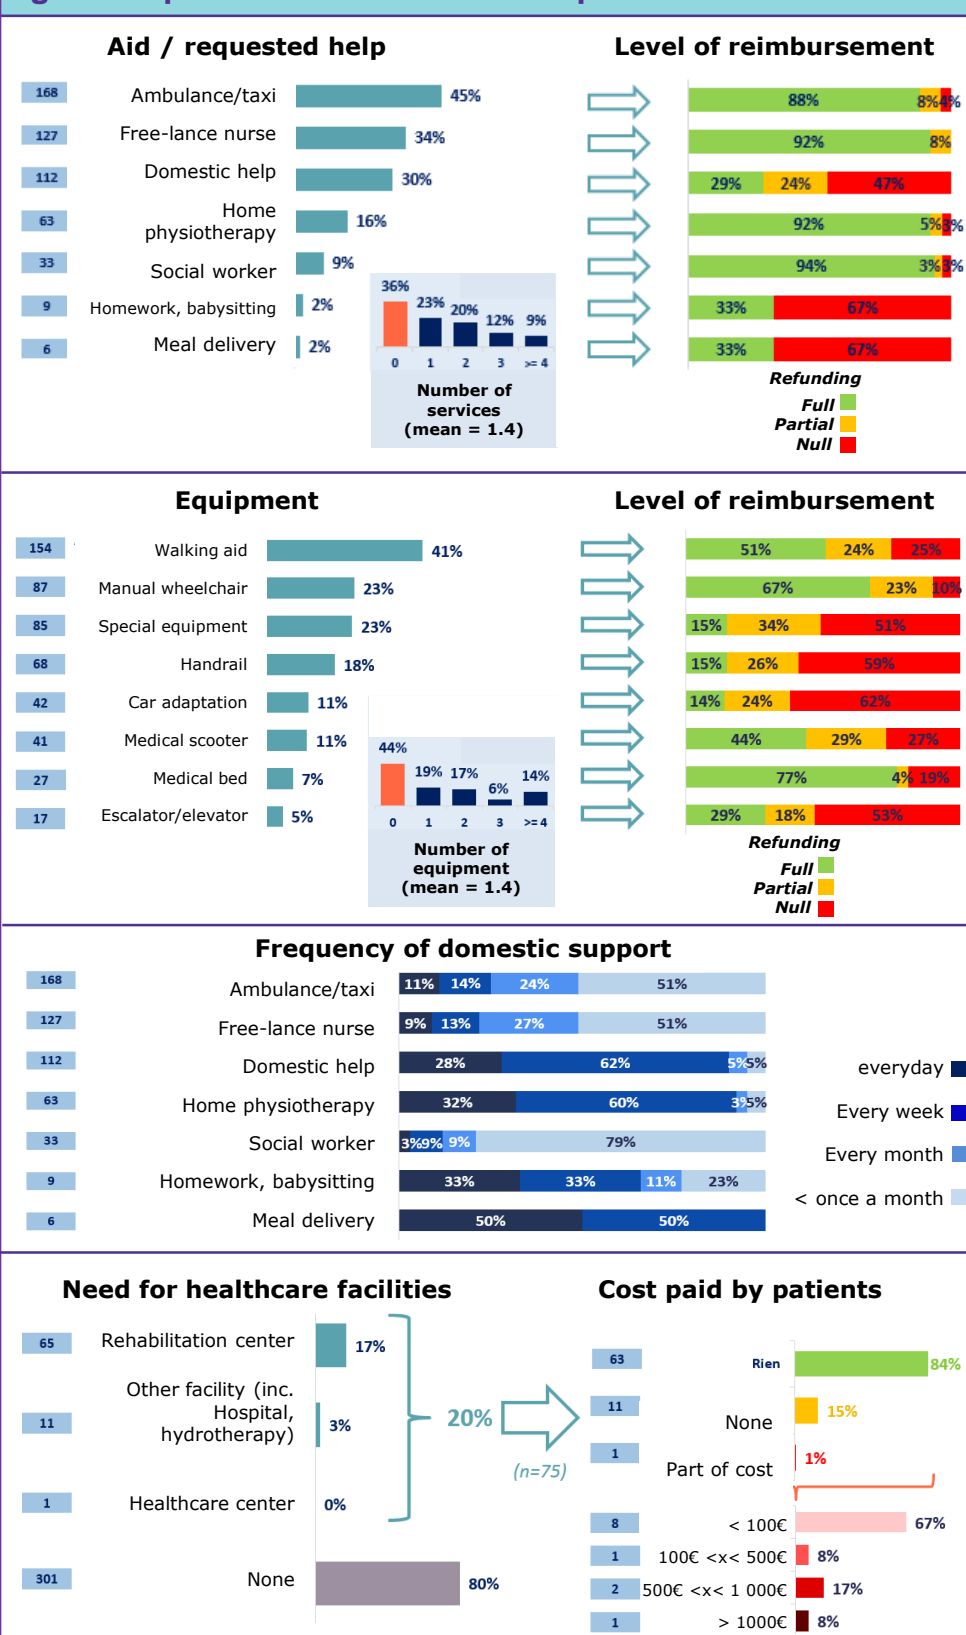 Aid / requested help
Level of reimbursement
168 Ambulance/taxi 45% 88% 8% 4%
127 Free-lance nurse 34% 92% 8%
112 Domestic help 30% 29% 24% 47%
63 Home
physiotherapy 16% 92% 5% 3%
33 Social worker 9% 94% 3% 3%
9 Homework, babysitting 2% 33% 67%
6 Meal delivery 2% 33% 67%
36% 23% 20% 12% 9%
0 1 2 3 >= 4
Number of
services
(mean = 1.4)
Refunding
Full
Partial
Null
Equipment
Level of reimbursement
154 Walking aid 41% 51% 24% 25%
87 Manual wheelchair 23% 67% 23% 10%
85 Special equipment 23% 15% 34% 51%
68 Handrail 18% 15% 26% 59%
42 Car adaptation 11% 14% 24% 62%
41 Medical scooter 11% 44% 29% 27%
27 Medical bed 7% 77% 4% 19%
17 Escalator/elevator 5% 29% 18% 53%
44% 19% 17% 6% 14%
0 1 2 3 >= 4
Number of
equipment
(mean = 1.4)
Refunding
Full
Partial
Null
Frequency of domestic support
168 Ambulance/taxi 11% 14% 24% 51%
127 Free-lance nurse 9% 13% 27% 51%
112 Domestic help 28% 62% 5% 5%
63 Home physiotherapy 32% 60% 3% 5%
33 Social worker 3% 9% 9% 79%
9 Homework, babysitting 33% 33% 11% 23%
6 Meal delivery 50% 50%
everyday
Every week
Every month
< once a month
Need for healthcare facilities
65 Rehabilitation center 17%
11 Other facility (inc.
Hospital,
hydrotherapy) 3%
1 Healthcare center 0%
301 None 80%
20%
(n=75)
Cost paid by patients
63 Rien 84%
11 None 15%
1 Part of cost 1%
8 < 100€ 67%
1 100€ <x< 500€ 8%
2 500€ <x< 1 000€ 17%
1 > 1000€ 8%